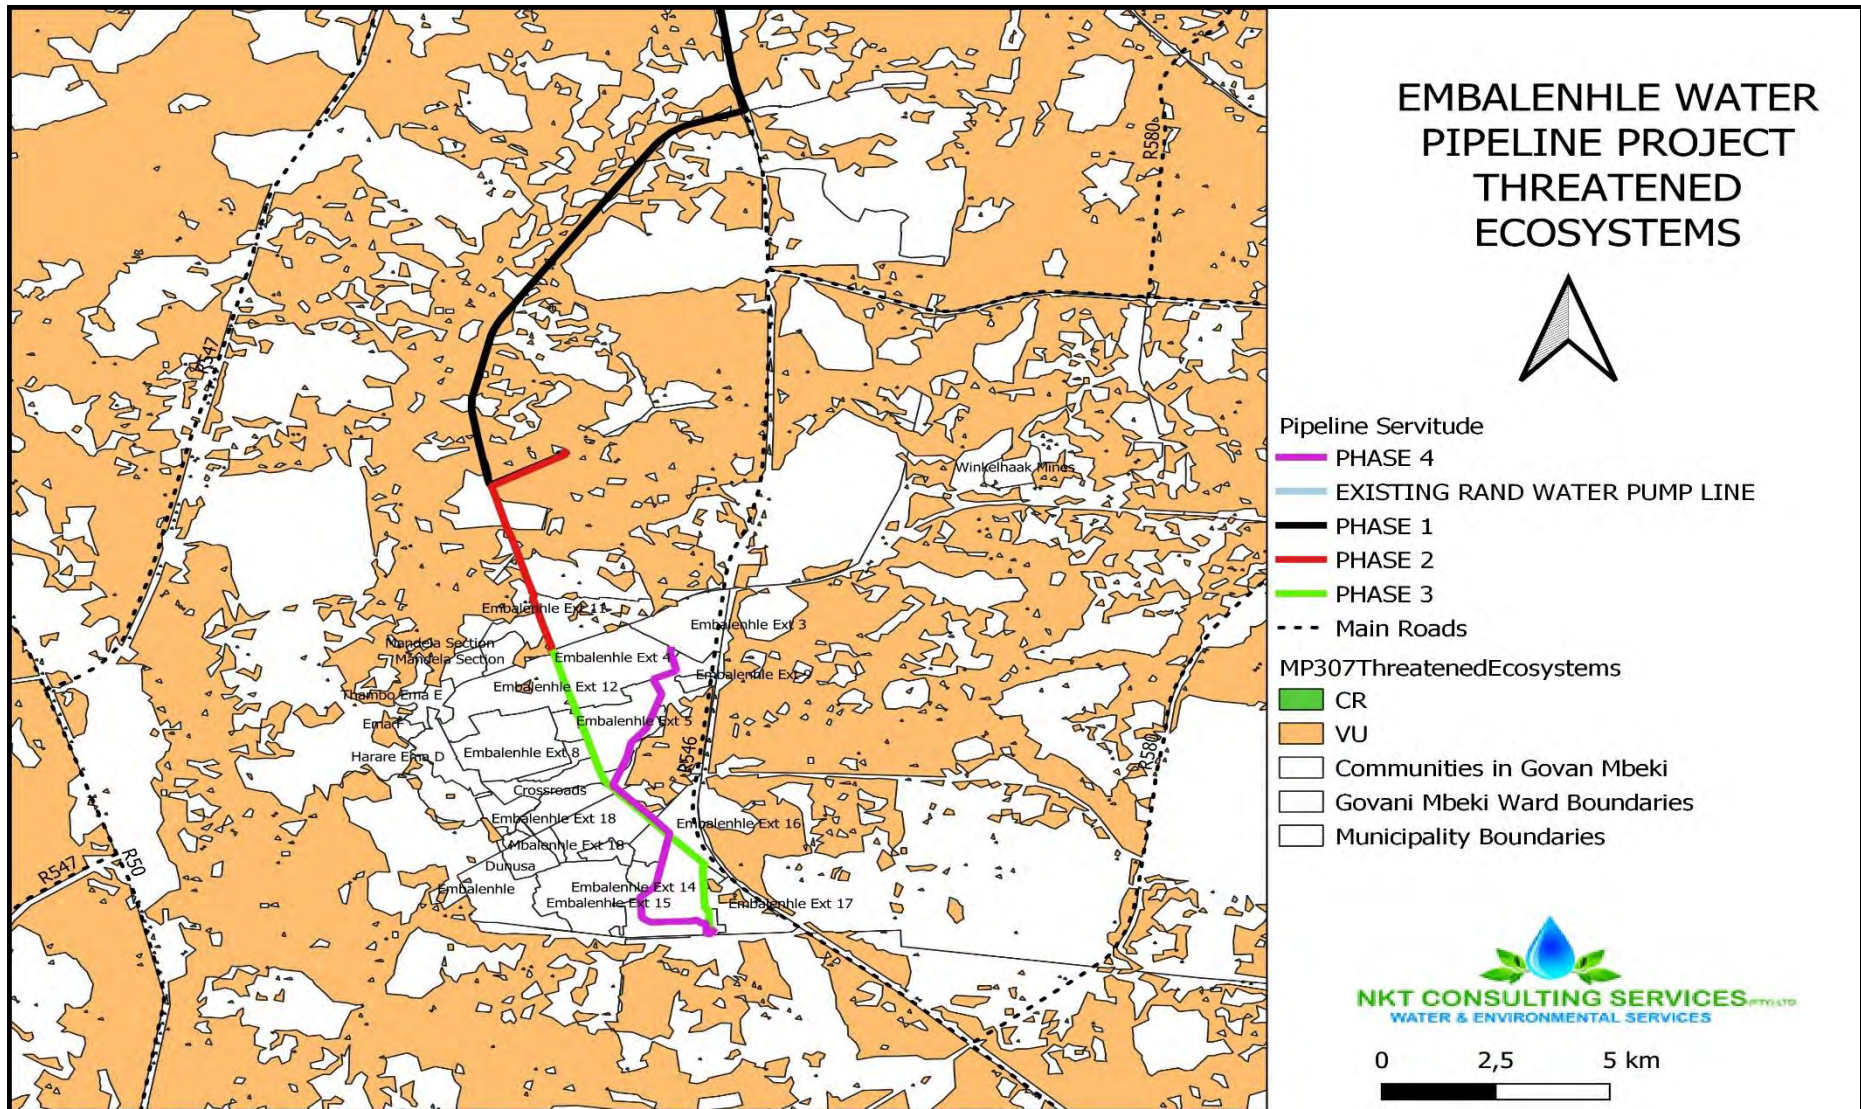 EMBALENHLE WATER
PIPELINE PROJECT
THREATENED
ECOSYSTEMS
Pipeline Servitude
PHASE 4
EXISTING RAND WATER PUMP LINE
PHASE 1
PHASE 2
PHASE 3
Main Roads
MP307ThreatenedEcosystems
CR
VU
Communities in Govan Mbeki
Govani Mbeki Ward Boundaries
Municipality Boundaries
NKT CONSULTING SERVICES (PTY) LTD
WATER & ENVIRONMENTAL SERVICES
0 2,5 5 km
R580
R547
Winkelhaak Mines
Embalenhle Ext 11
Embalenhle Ext 3
Mandela Section
Mandela Section
Embalenhle Ext 4
Embalenhle Ext 9
Embalenhle Ext 12
Thambo Ema E
Embalenhle Ext 5
Ema F
R546
R580
Embalenhle Ext 8
Harare Ema D
Crossroads
Embalenhle Ext 18
Embalenhle Ext 16
Mbalenhle Ext 18
R547
R50
Dunusa
Embalenhle
Embalenhle Ext 14
Embalenhle Ext 15
Embalenhle Ext 17